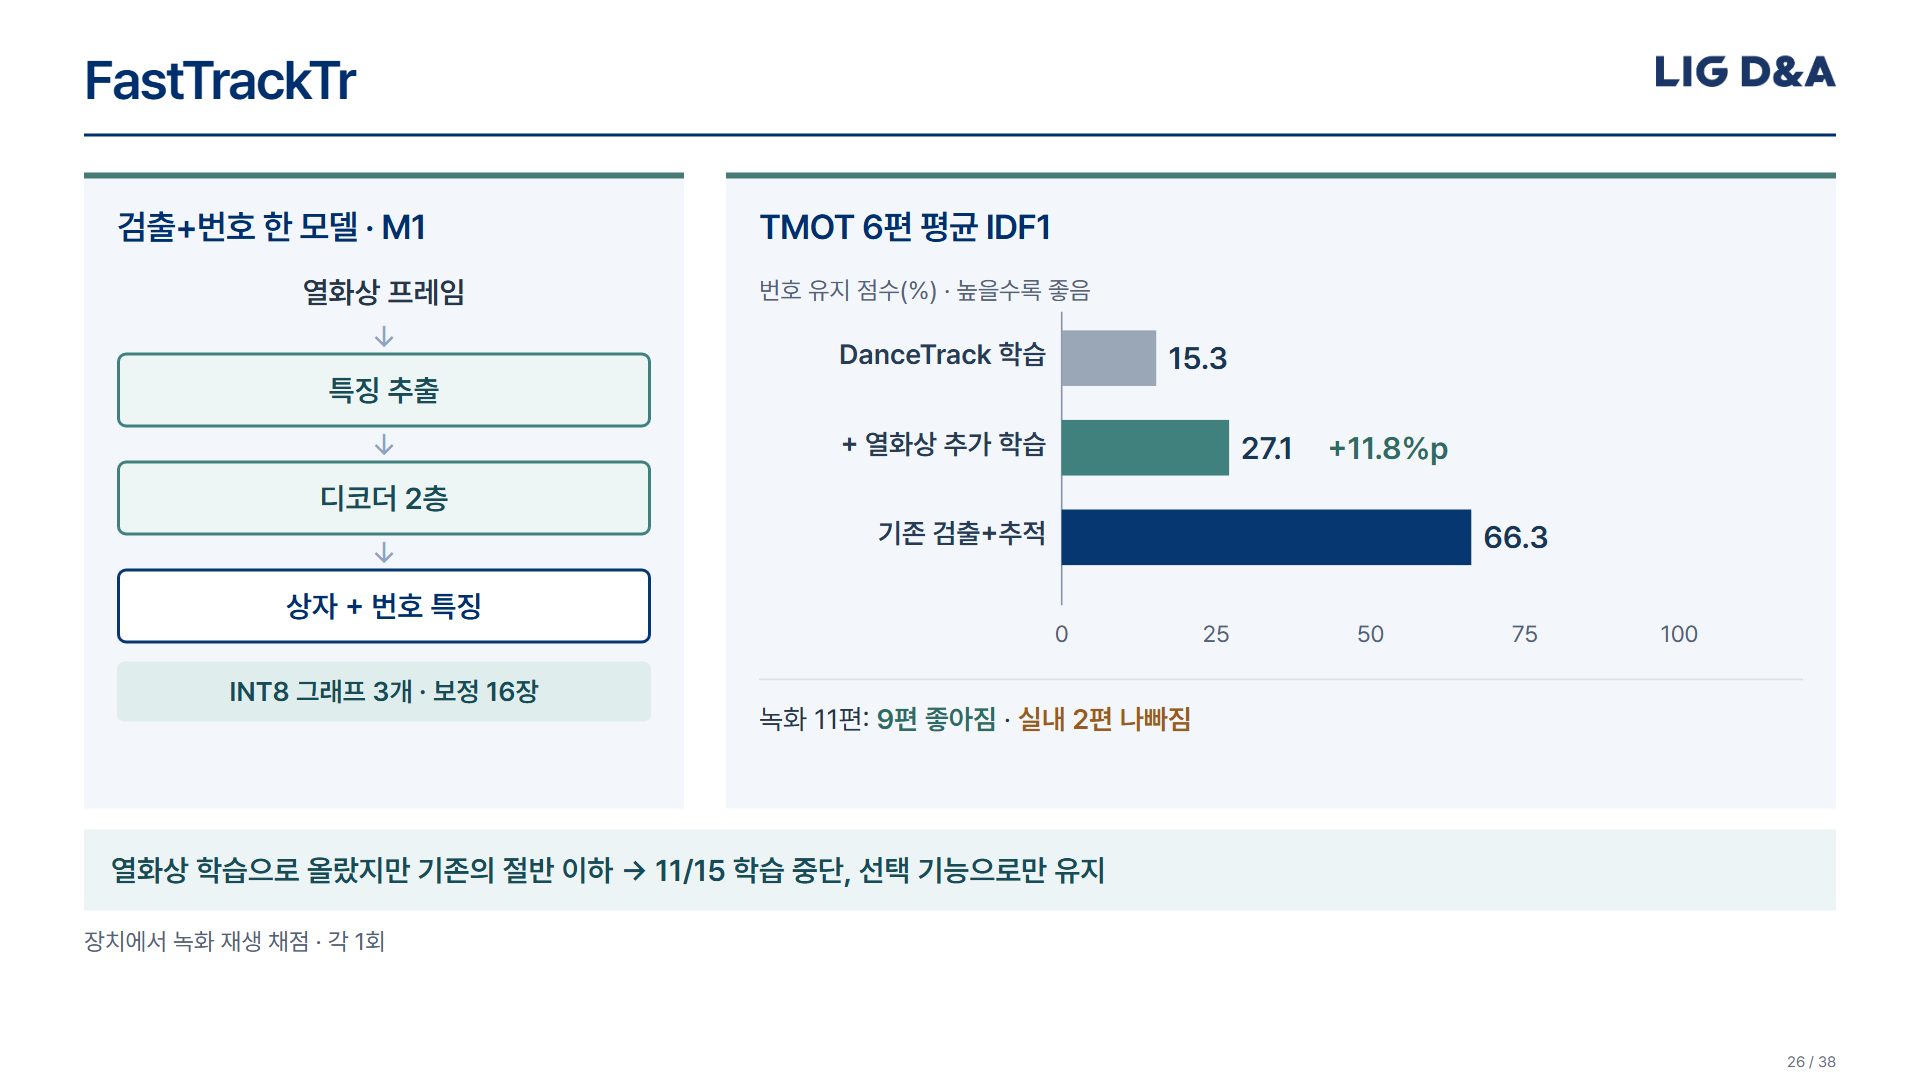 FastTrackTr
LIG D&A
검출+번호 한 모델 · M1
열화상 프레임
↓
특징 추출
↓
디코더 2층
↓
상자 + 번호 특징
INT8 그래프 3개 · 보정 16장
TMOT 6편 평균 IDF1
번호 유지 점수(%) · 높을수록 좋음
DanceTrack 학습 15.3
+ 열화상 추가 학습 27.1 +11.8%p
기존 검출+추적 66.3
0 25 50 75 100
녹화 11편: 9편 좋아짐 · 실내 2편 나빠짐
열화상 학습으로 올랐지만 기존의 절반 이하 → 11/15 학습 중단, 선택 기능으로만 유지
장치에서 녹화 재생 채점 · 각 1회
26 / 38